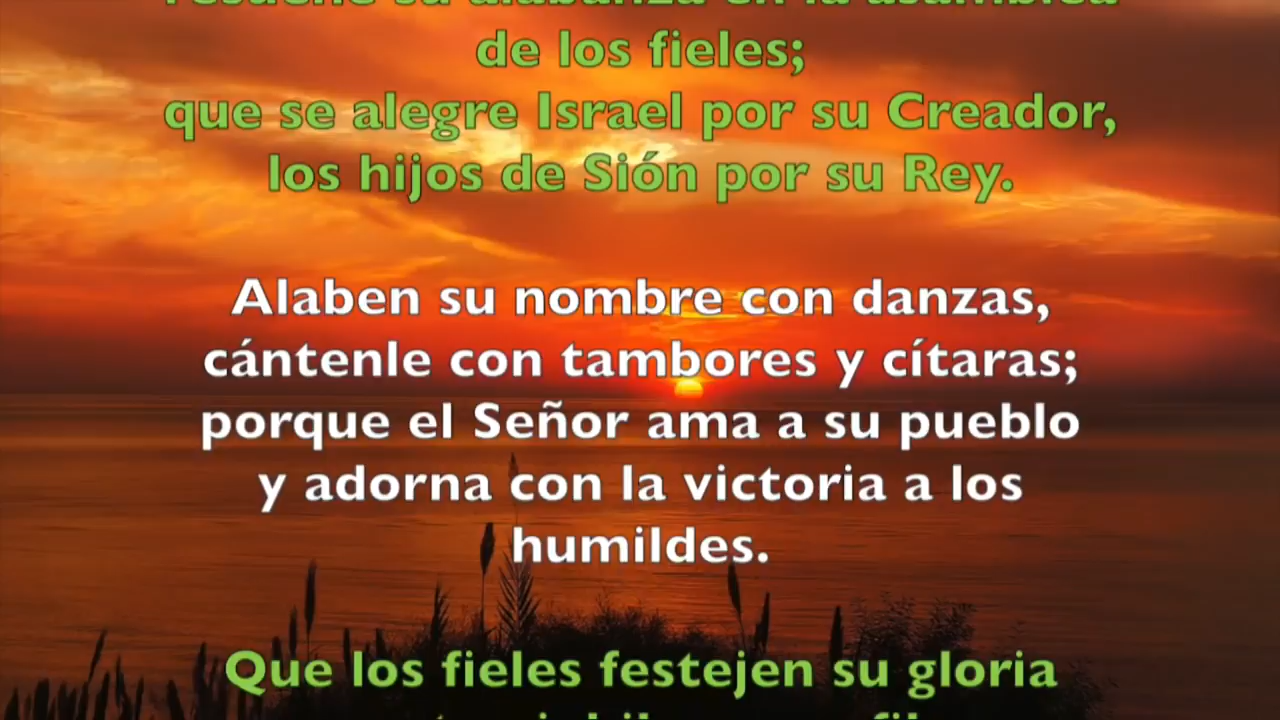 resuene su alabanza en la asamblea
de los fieles;
que se alegre Israel por su Creador,
los hijos de Sión por su Rey.
Alaben su nombre con danzas,
cántenle con tambores y cítaras;
porque el Señor ama a su pueblo
y adorna con la victoria a los
humildes.
Que los fieles festejen su gloria